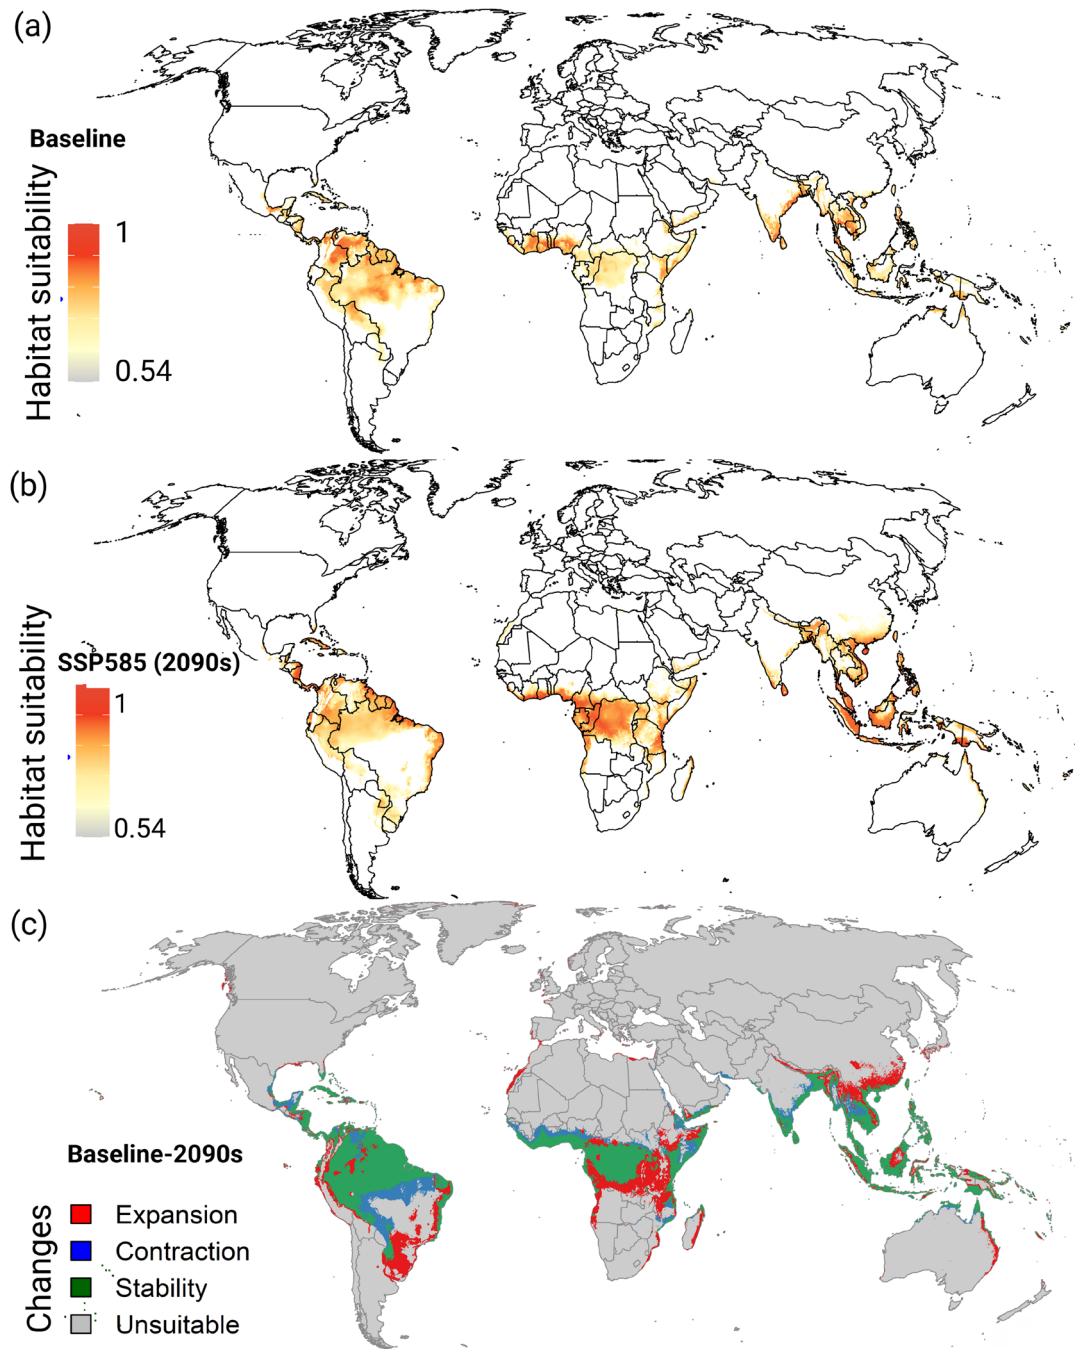 (a)
Baseline
Habitat suitability
1
0.54
(b)
SSP585 (2090s)
Habitat suitability
1
0.54
(c)
Baseline-2090s
Changes
Expansion
Contraction
Stability
Unsuitable